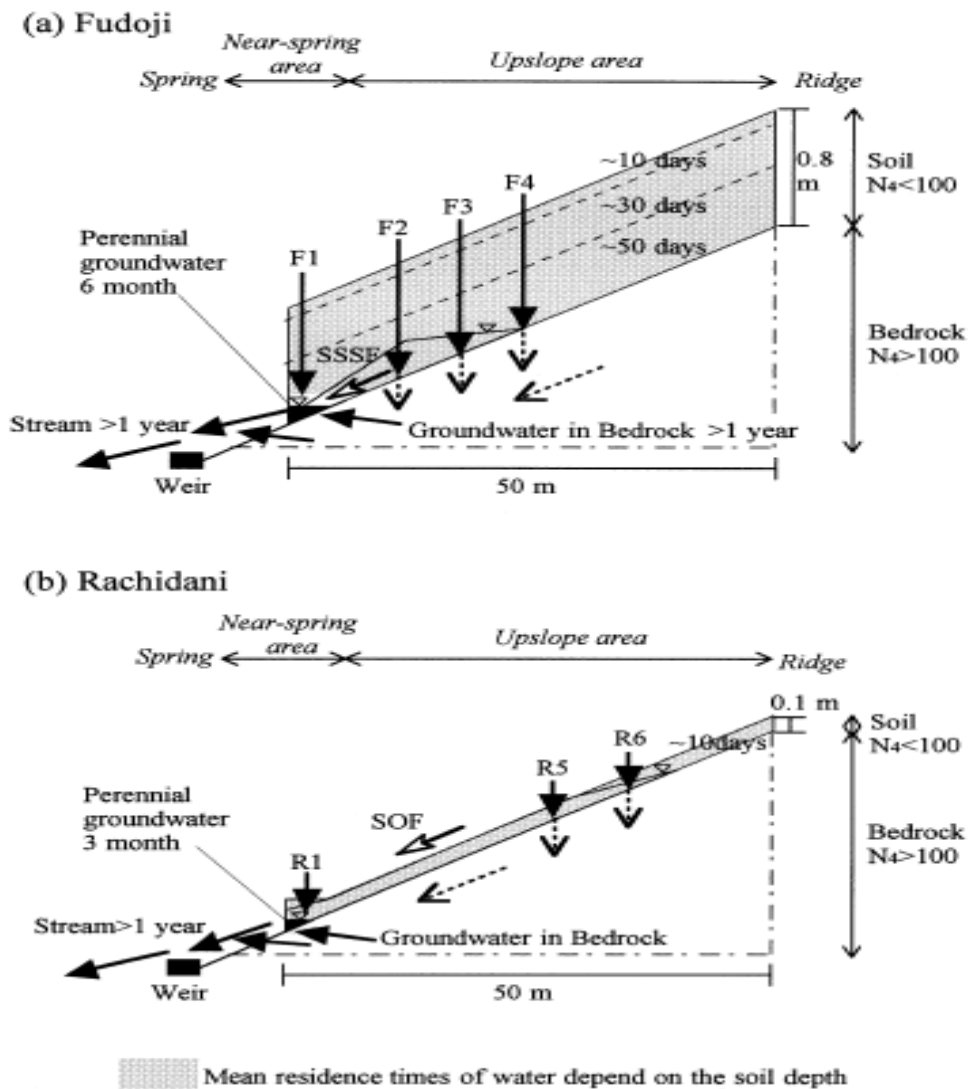 (a) Fudoji
Near-spring
area
Upslope area
Spring
Ridge
~10 days
0.8
m
Soil
N4<100
F4
~30 days
F3
F2
~50 days
Perennial
groundwater
6 month
F1
Bedrock
N4>100
SSSF
Stream >1 year
Groundwater in Bedrock >1 year
Weir
50 m
(b) Rachidani
Near-spring
area
Upslope area
Spring
Ridge
0.1 m
Soil
N4<100
R6
~10days
R5
Perennial
groundwater
3 month
SOF
Bedrock
N4>100
R1
Stream>1 year
Groundwater in Bedrock
Weir
50 m
Mean residence times of water depend on the soil depth